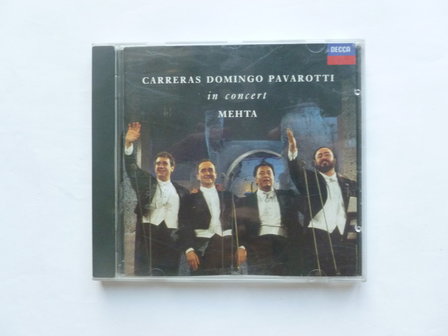 DECCA
CARRERAS DOMINGO PAVAROTTI
in concert
MEHTA